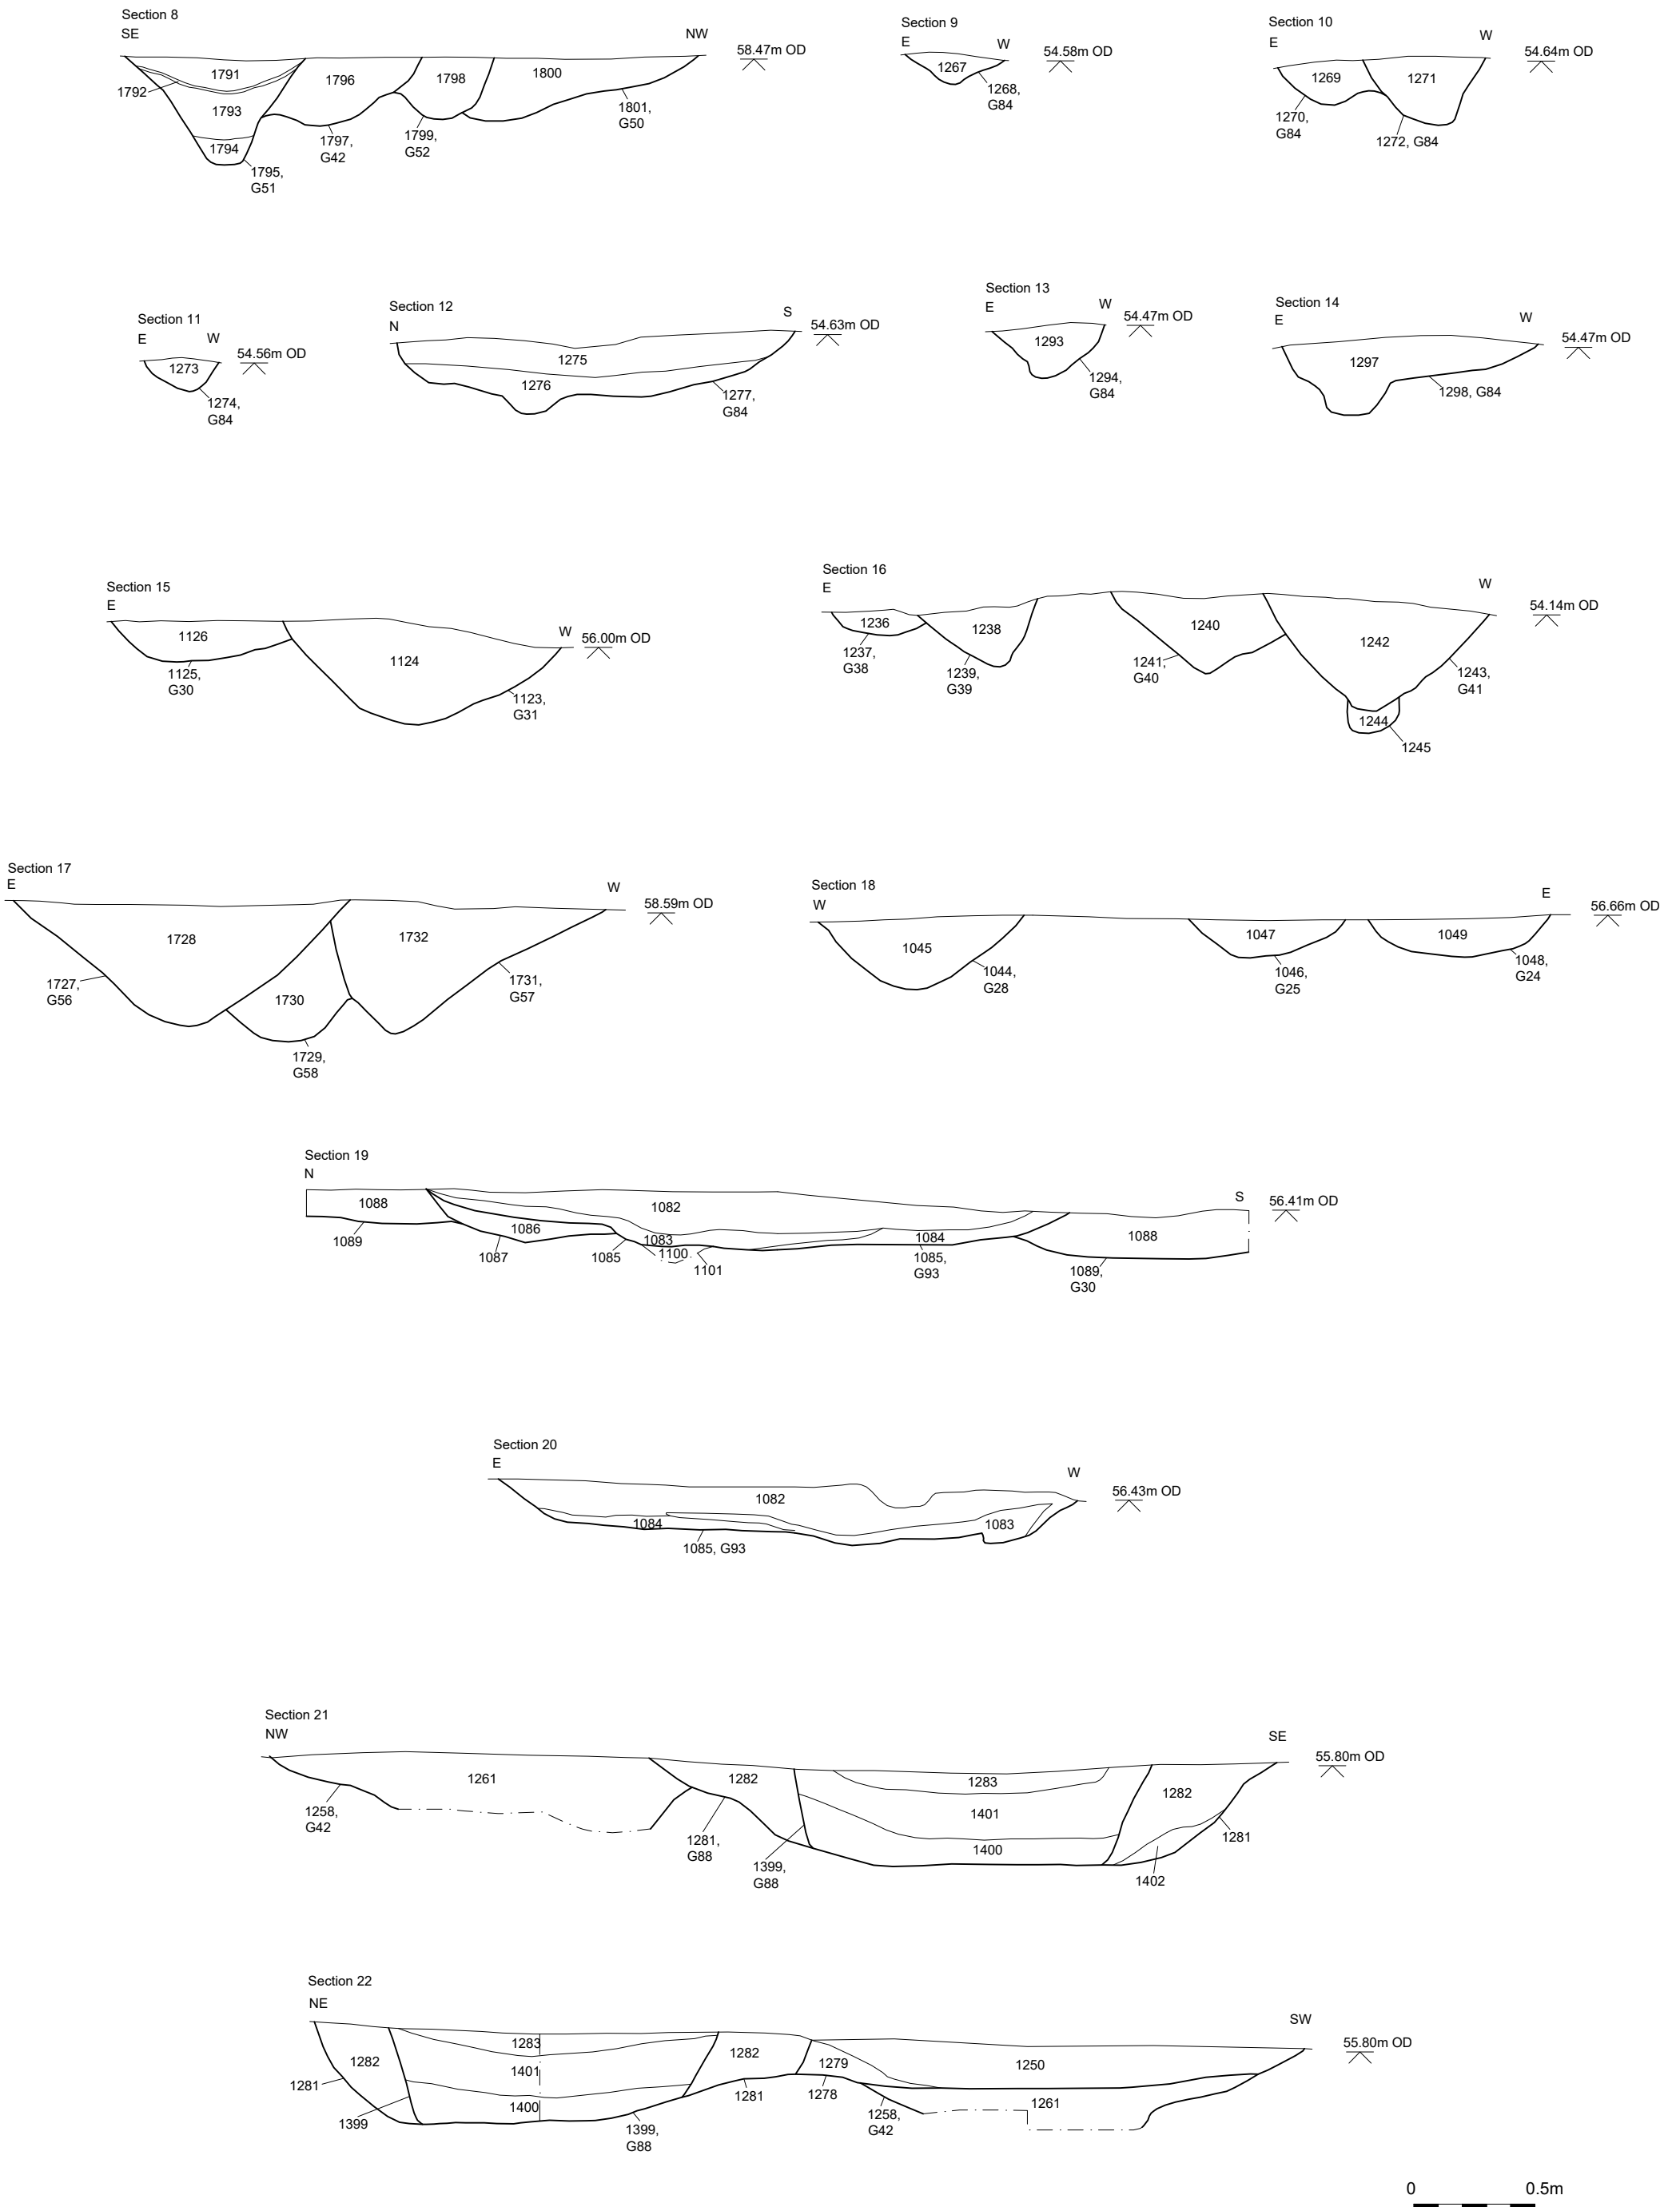 Section 8
SE
NW
58.47m OD
1791
1792
1793
1794
1795,
G51
1796
1797,
G42
1798
1799,
G52
1800
1801,
G50
Section 9
E
W
54.58m OD
1267
1268,
G84
Section 10
E
W
54.64m OD
1269
1271
1270,
G84
1272, G84
Section 11
E
W
54.56m OD
1273
1274,
G84
Section 12
N
S
54.63m OD
1275
1276
1277,
G84
Section 13
E
W
54.47m OD
1293
1294,
G84
Section 14
E
W
54.47m OD
1297
1298, G84
Section 15
E
W
56.00m OD
1126
1124
1125,
G30
1123,
G31
Section 16
E
W
54.14m OD
1236
1238
1240
1242
1237,
G38
1239,
G39
1241,
G40
1243,
G41
1244
1245
Section 17
E
W
58.59m OD
1728
1732
1730
1727,
G56
1731,
G57
1729,
G58
Section 18
W
E
56.66m OD
1045
1047
1049
1044,
G28
1046,
G25
1048,
G24
Section 19
N
S
56.41m OD
1088
1082
1086
1083
1084
1088
1089
1087
1085
1100
1101
1085,
G93
1089,
G30
Section 20
E
W
56.43m OD
1082
1084
1083
1085, G93
Section 21
NW
SE
55.80m OD
1261
1282
1283
1282
1401
1400
1258,
G42
1281,
G88
1399,
G88
1281
1402
Section 22
NE
SW
55.80m OD
1283
1282
1401
1282
1279
1250
1281
1400
1281
1278
1261
1399
1399,
G88
1258,
G42
0 0.5m